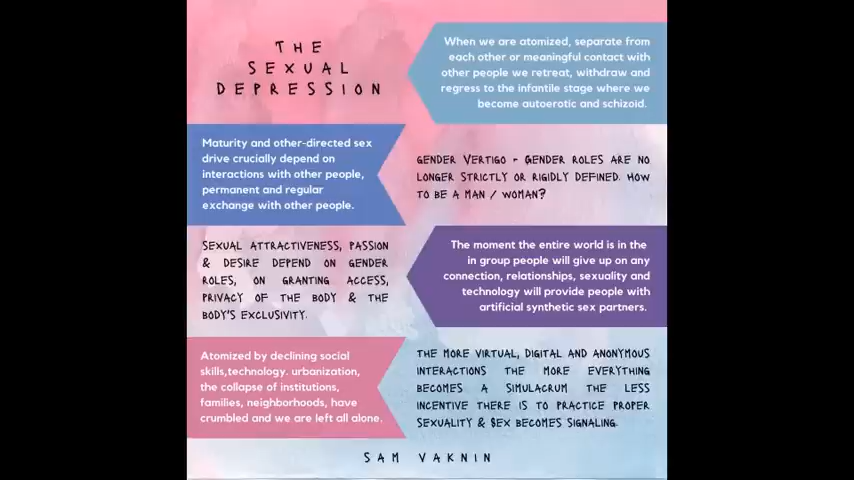 THE
SEXUAL
DEPRESSION
When we are atomized, separate from
each other or meaningful contact with
other people we retreat, withdraw and
regress to the infantile stage where we
become autoerotic and schizoid.
Maturity and other-directed sex
drive crucially depend on
interactions with other people,
permanent and regular
exchange with other people.
GENDER VERTIGO - GENDER ROLES ARE NO
LONGER STRICTLY OR RIGIDLY DEFINED. HOW
TO BE A MAN / WOMAN?
SEXUAL ATTRACTIVENESS, PASSION
& DESIRE DEPEND ON GENDER
ROLES, ON GRANTING ACCESS,
PRIVACY OF THE BODY & THE
BODY'S EXCLUSIVITY.
The moment the entire world is in the
in group people will give up on any
connection, relationships, sexuality and
technology will provide people with
artificial synthetic sex partners.
Atomized by declining social
skills,technology. urbanization,
the collapse of institutions,
families, neighborhoods, have
crumbled and we are left all alone.
THE MORE VIRTUAL, DIGITAL AND ANONYMOUS
INTERACTIONS THE MORE EVERYTHING
BECOMES A SIMULACRUM THE LESS
INCENTIVE THERE IS TO PRACTICE PROPER
SEXUALITY & SEX BECOMES SIGNALING.
SAM VAKNIN